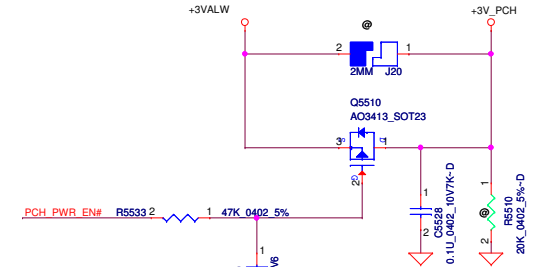 +3VALW
+3V_PCH
@
2 1
2MM J20
Q5510
AO3413_SOT23
3 S D 1
G
2
PCH_PWR_EN# R5533 2 1 47K_0402_5%
1
1
2
C5528
0.1U_0402_10V7K~D
1
@
2
R5510
20K_0402_5%~D